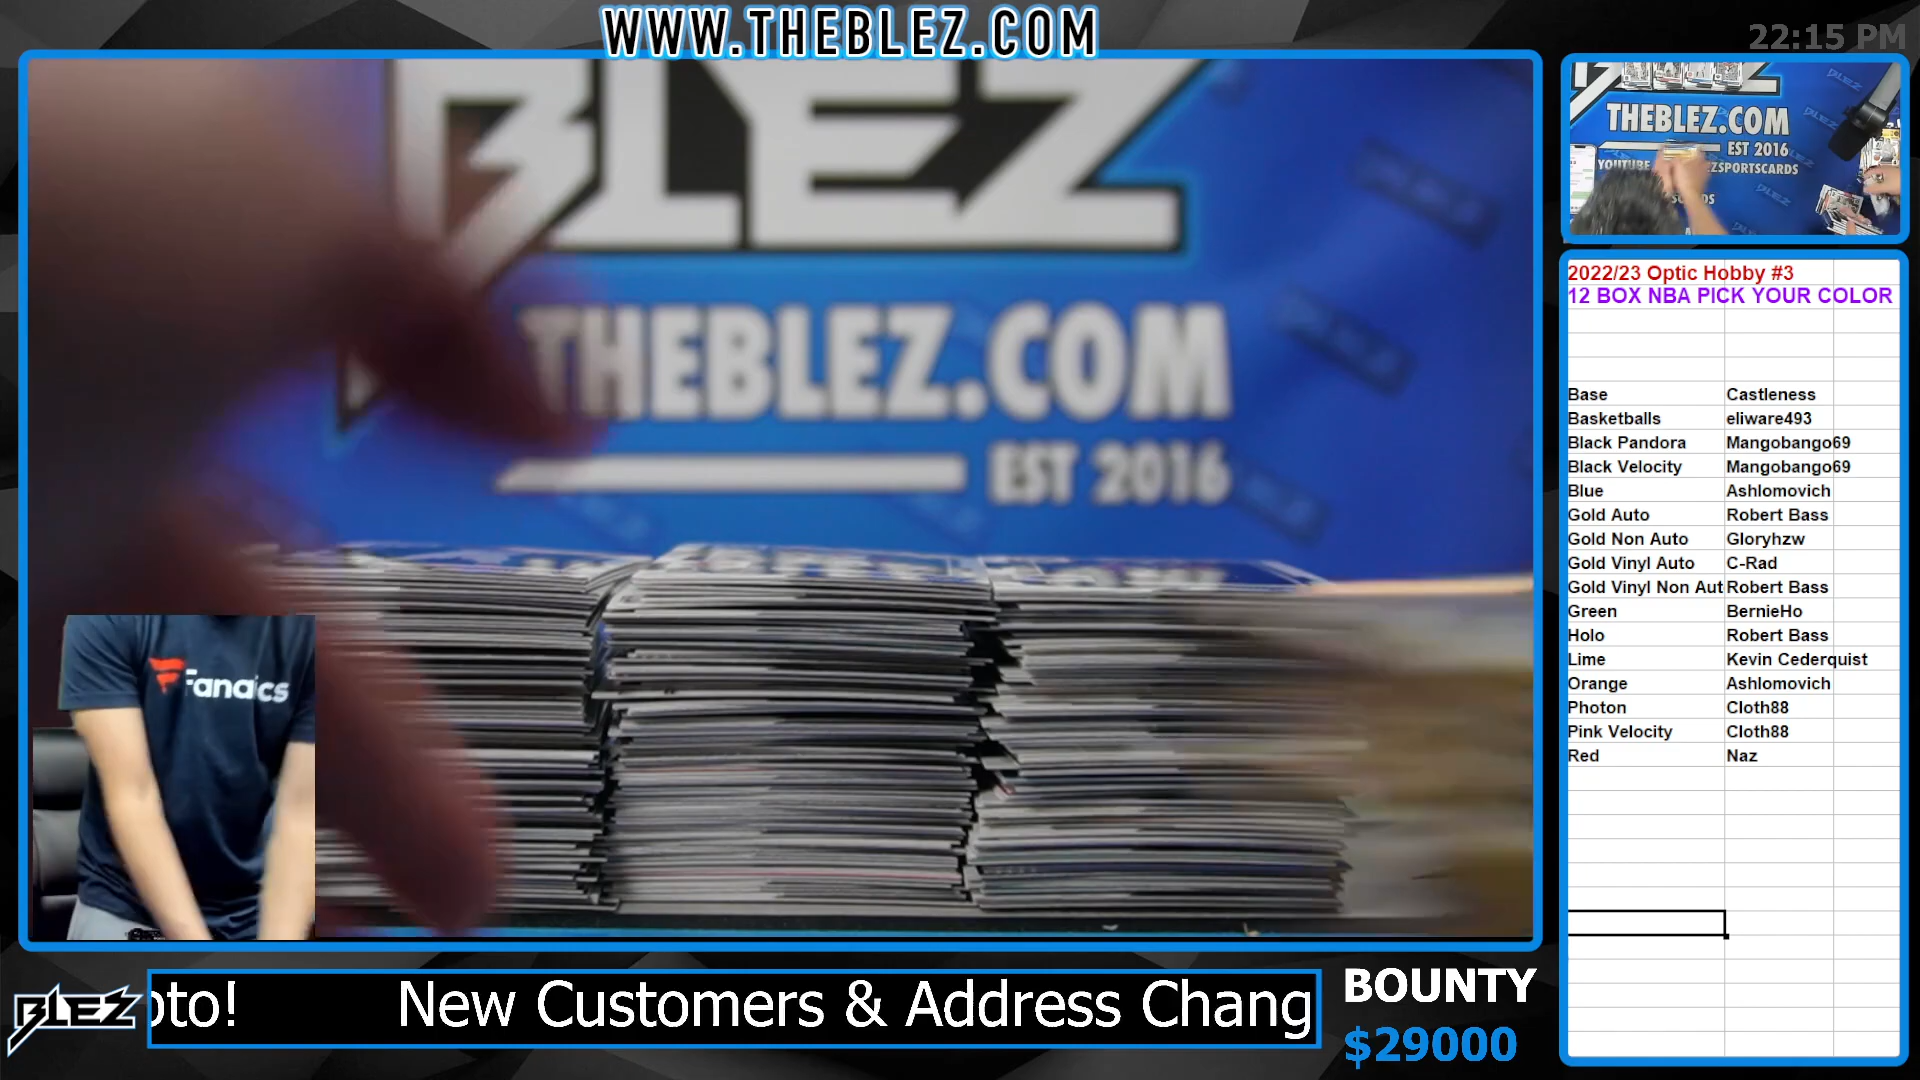 WWW.THEBLEZ.COM
22:15 PM
BLEZ
THEBLEZ.COM
EST 2016
Fanatics
THEBLEZ.COM
EST 2016
YOUTUBE
ZSPORTSCARDS
2022/23 Optic Hobby #3
12 BOX NBA PICK YOUR COLOR
Base Castleness
Basketballs eliware493
Black Pandora Mangobango69
Black Velocity Mangobango69
Blue Ashlomovich
Gold Auto Robert Bass
Gold Non Auto Gloryhzw
Gold Vinyl Auto C-Rad
Gold Vinyl Non Aut Robert Bass
Green BernieHo
Holo Robert Bass
Lime Kevin Cederquist
Orange Ashlomovich
Photon Cloth88
Pink Velocity Cloth88
Red Naz
BLEZ
oto! New Customers & Address Chang
BOUNTY
$29000